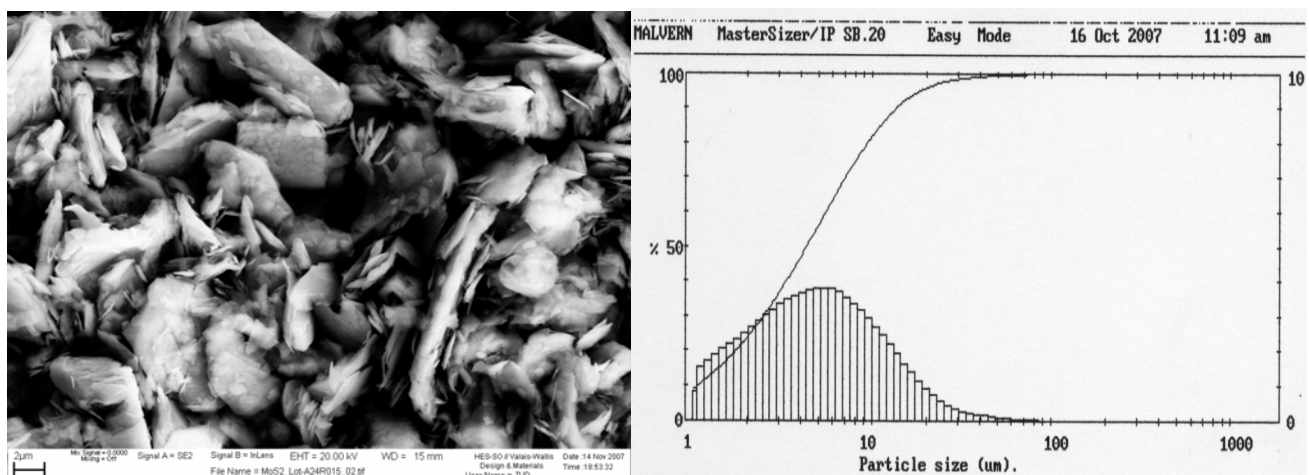 2µm
Mix Signal = 0.0000
Mixing = Off
Signal A = SE2
Signal B = InLens
EHT = 20.00 kV
WD = 15 mm
HES-SO // Valais-Wallis
Design & Materials
Date :14 Nov 2007
Time :18:53:32
File Name = MoS2_Lot-A24R015_02.tif
MALVERN MasterSizer/IP SB.20 Easy Mode 16 Oct 2007 11:09 am
100
10
% 50
0
0
1 10 100 1000
Particle size (um).